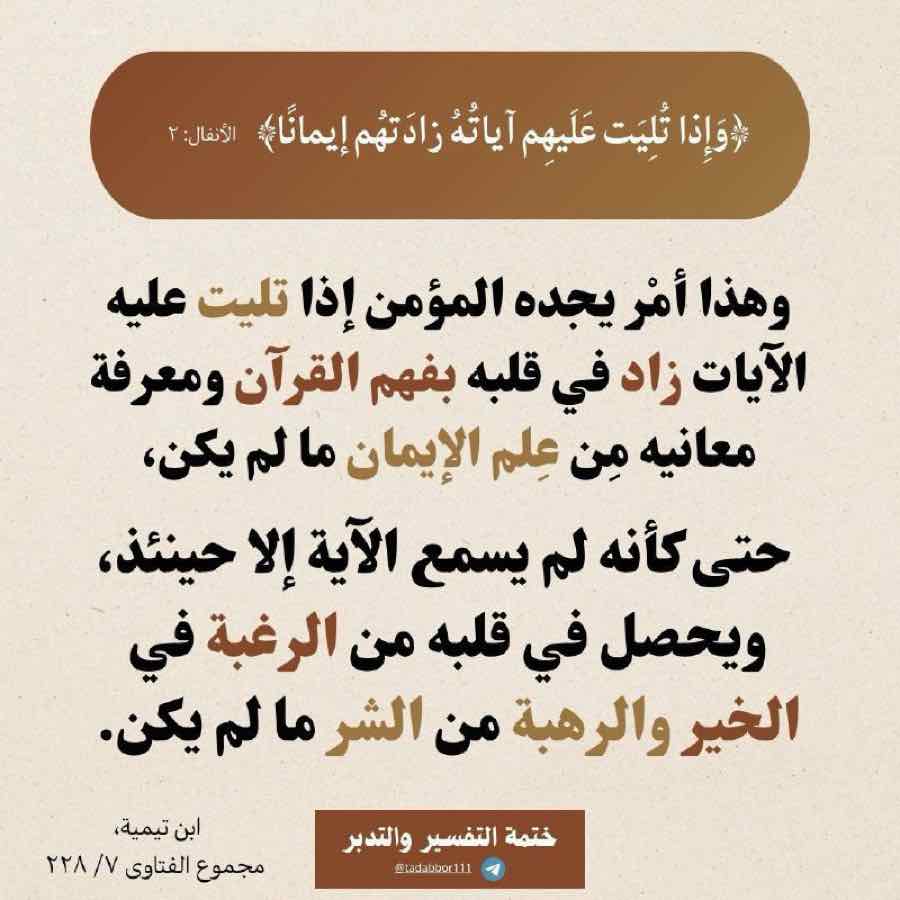 ﴿وَإِذا تُلِيَت عَلَيهِم آياتُهُ زادَتهُم إيمانًا﴾ الأنفال: ٢
وهذا أمْر يجده المؤمن إذا تليت عليه
الآيات زاد في قلبه بفهم القرآن ومعرفة
معانيه مِن عِلم الإيمان ما لم يكن،
حتى كأنه لم يسمع الآية إلا حينئذ،
ويحصل في قلبه من الرغبة في
الخير والرهبة من الشر ما لم يكن.
ختمة التفسير والتدبر
@tadabbor111
ابن تيمية،
مجموع الفتاوى ٧/ ٢٢٨